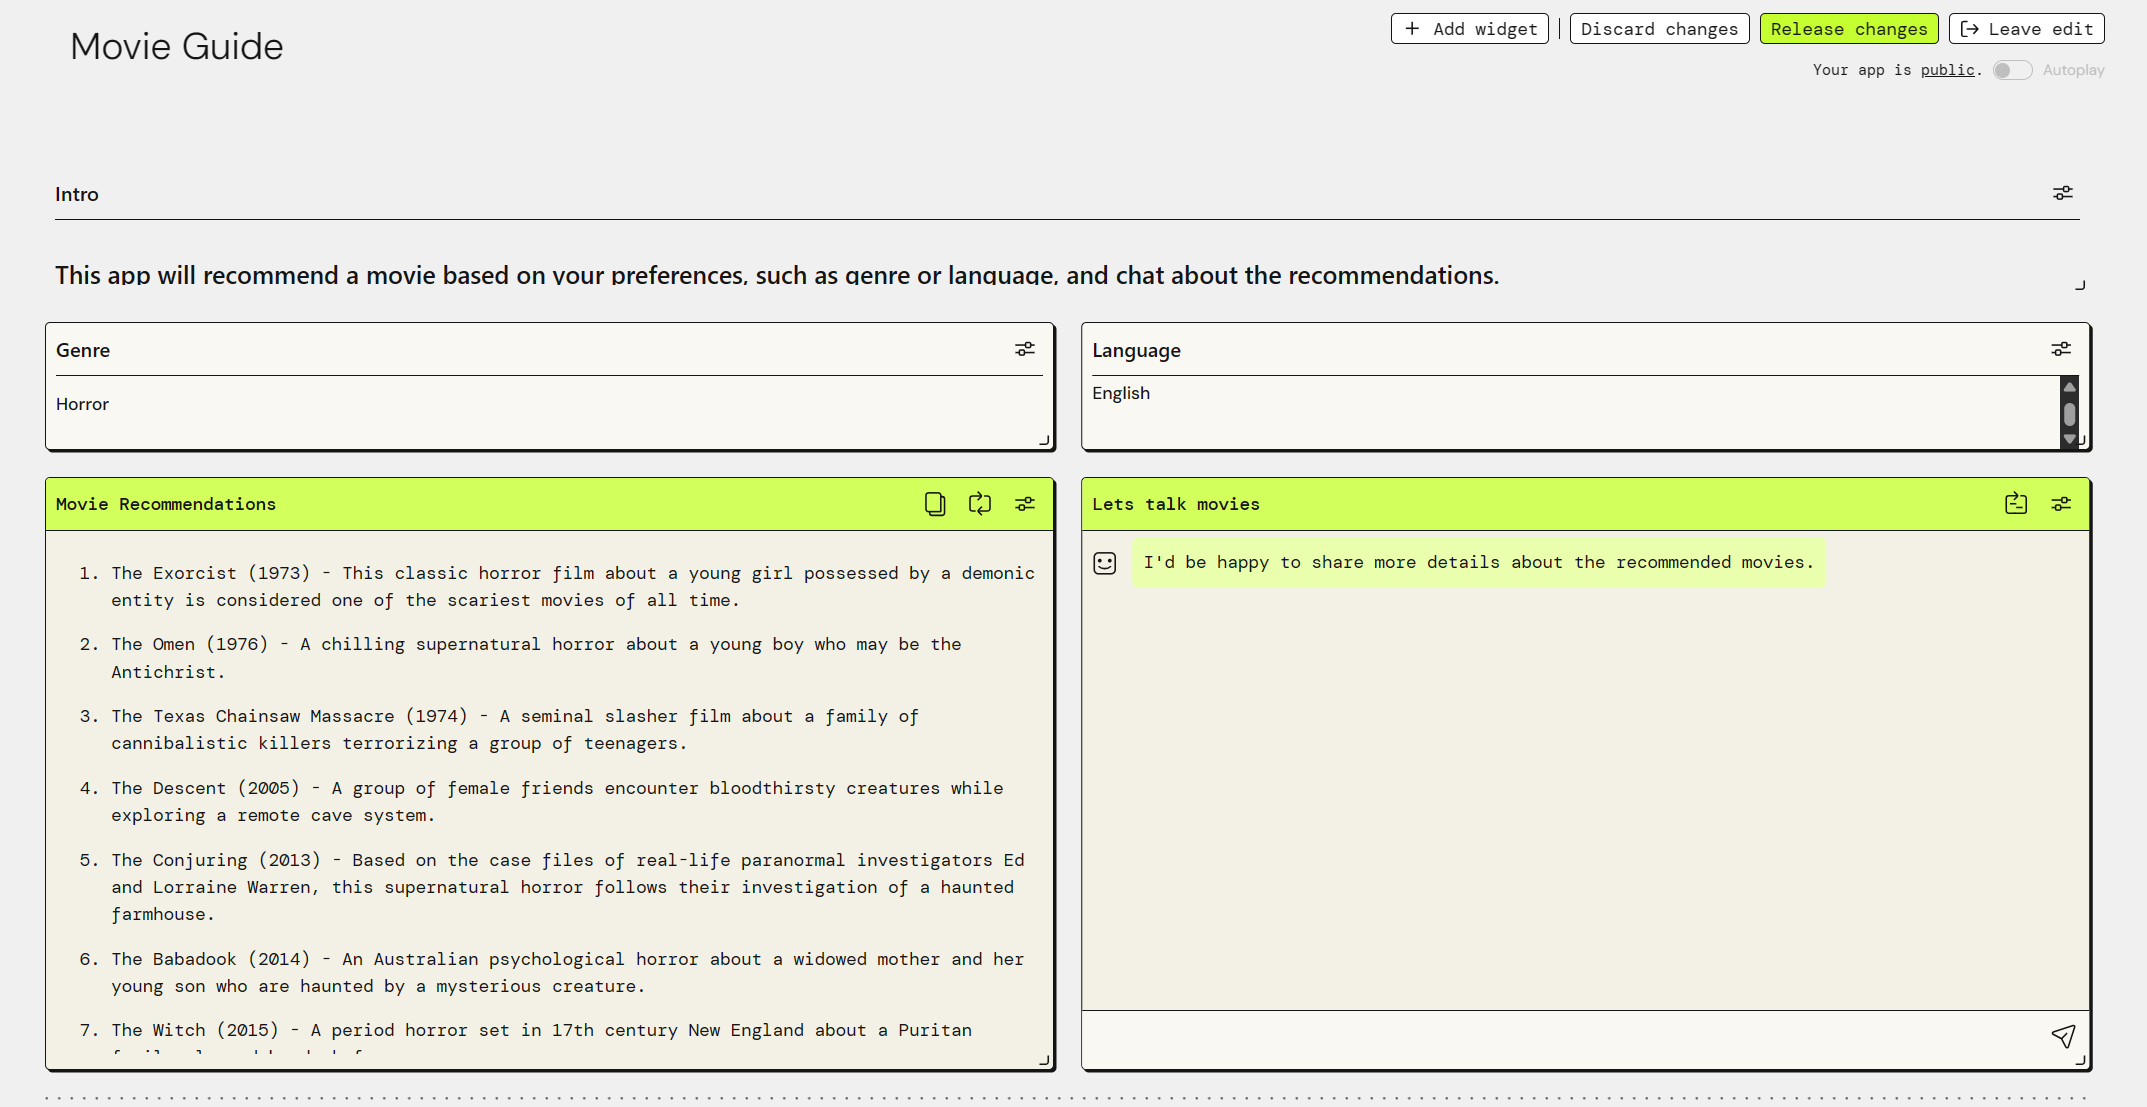 Movie Guide
+ Add widget
Discard changes
Release changes
Leave edit
Your app is public.
Autoplay
Intro
This app will recommend a movie based on your preferences, such as genre or language, and chat about the recommendations.
Genre
Horror
Language
English
Movie Recommendations
1. The Exorcist (1973) - This classic horror film about a young girl possessed by a demonic
entity is considered one of the scariest movies of all time.
2. The Omen (1976) - A chilling supernatural horror about a young boy who may be the
Antichrist.
3. The Texas Chainsaw Massacre (1974) - A seminal slasher film about a family of
cannibalistic killers terrorizing a group of teenagers.
4. The Descent (2005) - A group of female friends encounter bloodthirsty creatures while
exploring a remote cave system.
5. The Conjuring (2013) - Based on the case files of real-life paranormal investigators Ed
and Lorraine Warren, this supernatural horror follows their investigation of a haunted
farmhouse.
6. The Babadook (2014) - An Australian psychological horror about a widowed mother and her
young son who are haunted by a mysterious creature.
7. The Witch (2015) - A period horror set in 17th century New England about a Puritan
Lets talk movies
I'd be happy to share more details about the recommended movies.